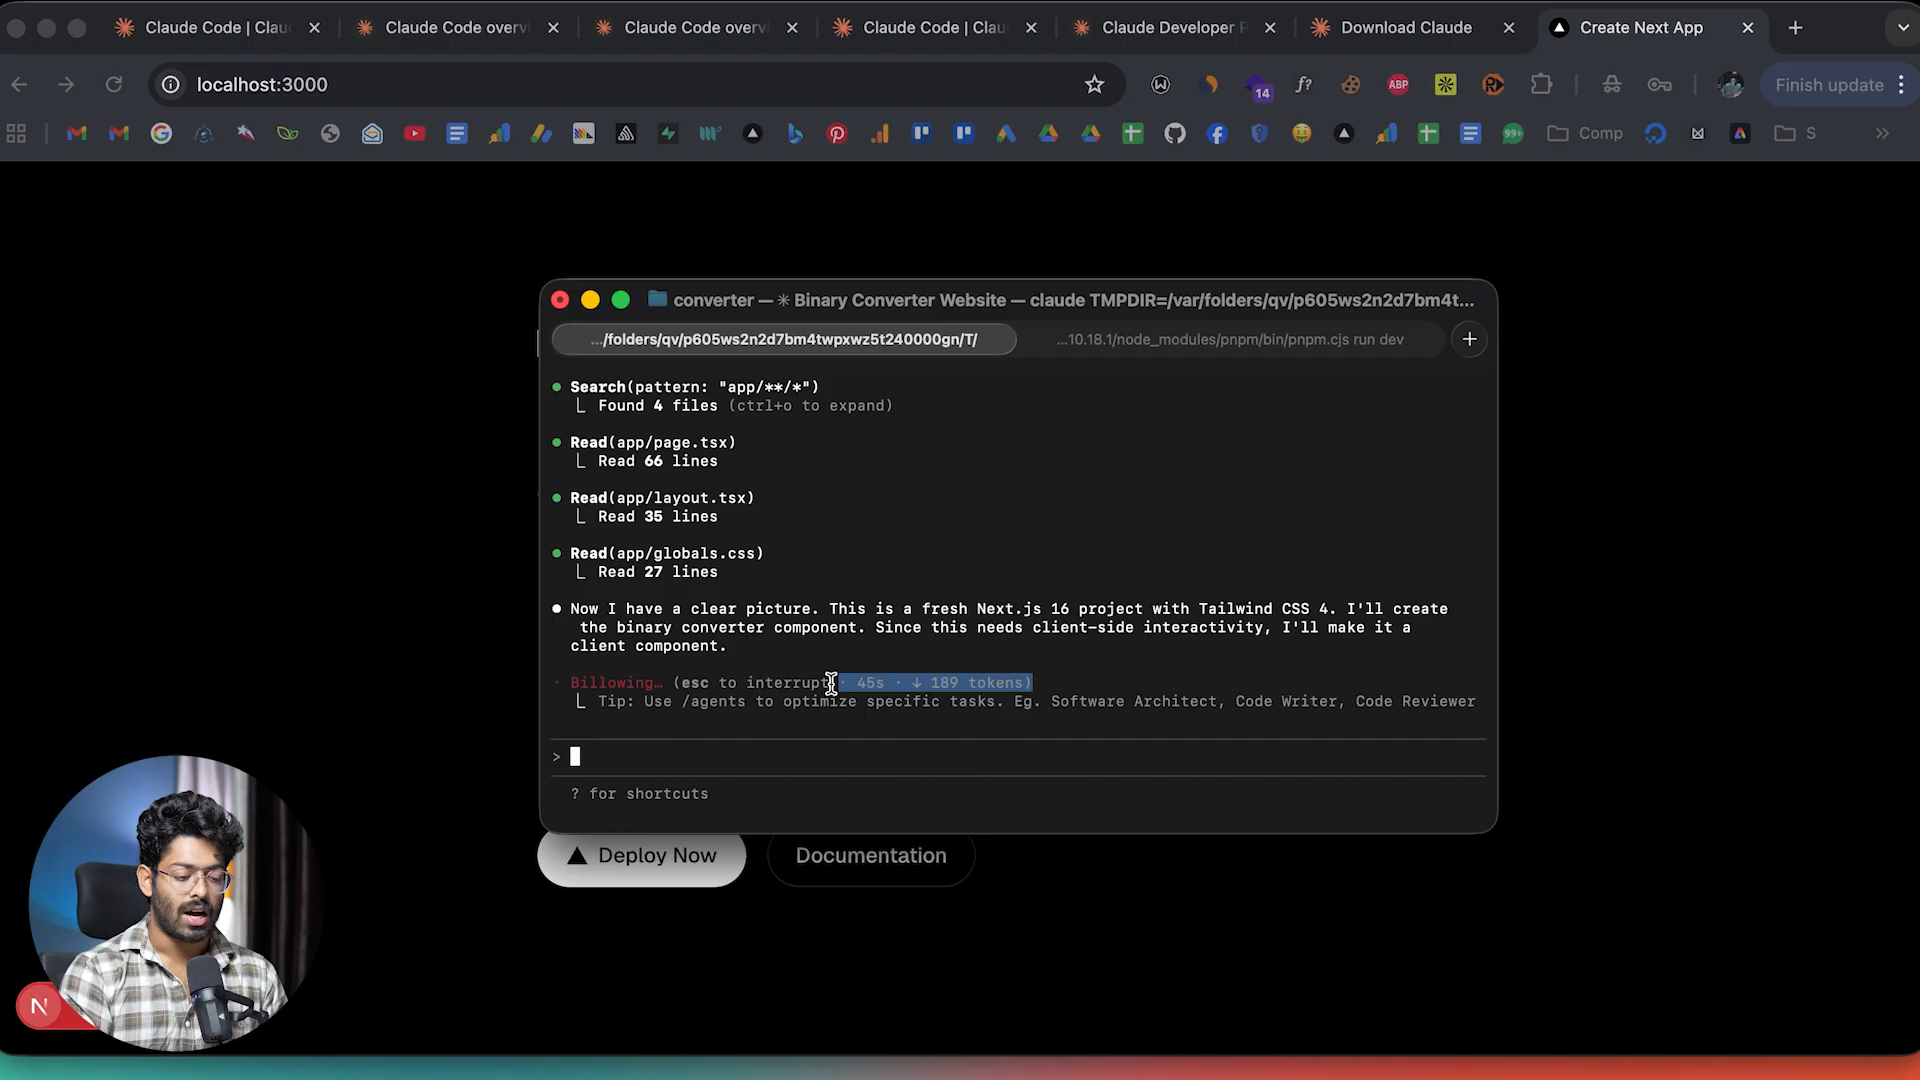 Claude Code | Clau
Claude Code overvi
Claude Code overvi
Claude Code | Clau
Claude Developer P
Download Claude
Create Next App
localhost:3000
14
f?
ABP
Finish update
99+
Comp
S
converter — ✳ Binary Converter Website — claude TMPDIR=/var/folders/qv/p605ws2n2d7bm4t...
.../folders/qv/p605ws2n2d7bm4twpxwz5t240000gn/T/
...10.18.1/node_modules/pnpm/bin/pnpm.cjs run dev
Search(pattern: "app/**/*")
Found 4 files (ctrl+o to expand)
Read(app/page.tsx)
Read 66 lines
Read(app/layout.tsx)
Read 35 lines
Read(app/globals.css)
Read 27 lines
Now I have a clear picture. This is a fresh Next.js 16 project with Tailwind CSS 4. I'll create
the binary converter component. Since this needs client-side interactivity, I'll make it a
client component.
· Billowing… (esc to interrupt · 45s · ↓ 189 tokens)
Tip: Use /agents to optimize specific tasks. Eg. Software Architect, Code Writer, Code Reviewer
>
? for shortcuts
Deploy Now
Documentation
N